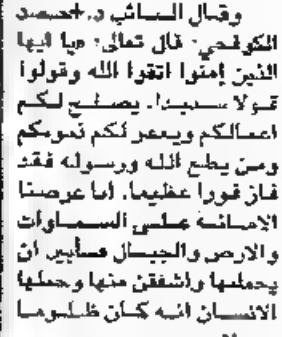 وقال النائب د. احمد
الكوفحي: قال تعالى: «يا ايها
الذين امنوا اتقوا الله وقولوا
قولا سديدا. يصلح لكم
اعمالكم ويغفر لكم ذنوبكم
ومن يطع الله ورسوله فقد
فاز فوزا عظيما. انا عرضنا
الامانة على السماوات
والارض والجبال فأبين ان
يحملنها واشفقن منها وحملها
الانسان انه كان ظلوما